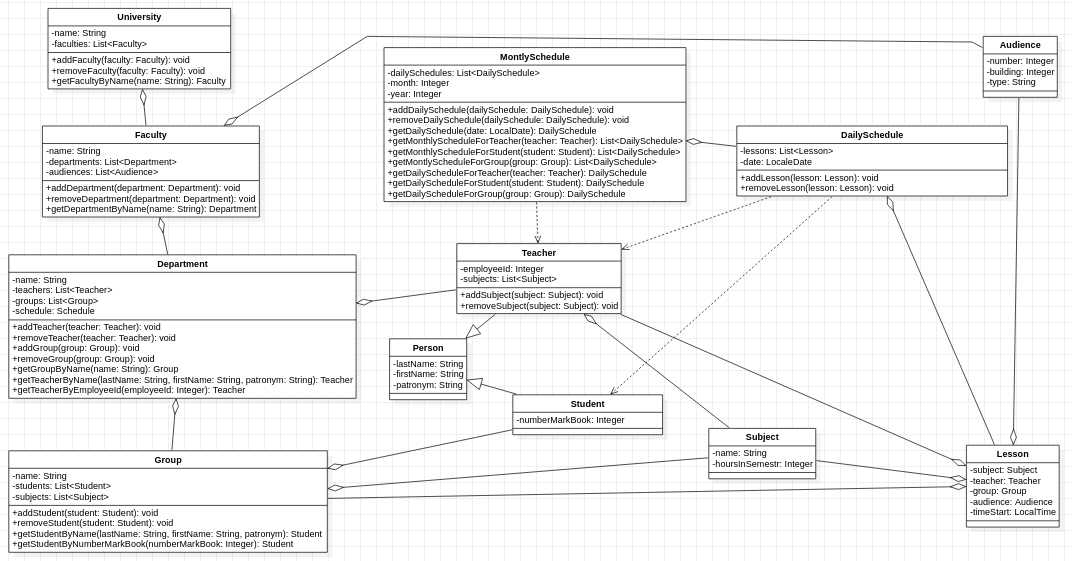 University
-name: String
-faculties: List<Faculty>
+addFaculty(faculty: Faculty): void
+removeFaculty(faculty: Faculty): void
+getFacultyByName(name: String): Faculty
Audience
-number: Integer
-building: Integer
-type: String
MontlySchedule
-dailySchedules: List<DailySchedule>
-month: Integer
-year: Integer
+addDailySchedule(dailySchedule: DailySchedule): void
+removeDailySchedule(dailySchedule: DailySchedule): void
+getDailySchedule(date: LocalDate): DailySchedule
+getMonthlyScheduleForTeacher(teacher: Teacher): List<DailySchedule>
+getMonthlyScheduleForStudent(student: Student): List<DailySchedule>
+getMontlyScheduleForGroup(group: Group): List<DailySchedule>
+getDailyScheduleForTeacher(teacher: Teacher): DailySchedule
+getDailyScheduleForStudent(student: Student): DailySchedule
+getDailyScheduleForGroup(group: Group): DailySchedule
Faculty
-name: String
-departments: List<Department>
-audiences: List<Audience>
+addDepartment(department: Department): void
+removeDepartment(department: Department): void
+getDepartmentByName(name: String): Department
DailySchedule
-lessons: List<Lesson>
-date: LocaleDate
+addLesson(lesson: Lesson): void
+removeLesson(lesson: Lesson): void
Teacher
-employeeId: Integer
-subjects: List<Subject>
+addSubject(subject: Subject): void
+removeSubject(subject: Subject): void
Department
-name: String
-teachers: List<Teacher>
-groups: List<Group>
-schedule: Schedule
+addTeacher(teacher: Teacher): void
+removeTeacher(teacher: Teacher): void
+addGroup(group: Group): void
+removeGroup(group: Group): void
+getGroupByName(name: String): Group
+getTeacherByName(lastName: String, firstName: String, patronym: String): Teacher
+getTeacherByEmployeeId(employeeId: Integer): Teacher
Person
-lastName: String
-firstName: String
-patronym: String
Student
-numberMarkBook: Integer
Subject
-name: String
-hoursInSemestr: Integer
Group
-name: String
-students: List<Student>
-subjects: List<Subject>
+addStudent(student: Student): void
+removeStudent(student: Student): void
+getStudentByName(lastName: String, firstName: String, patronym): Student
+getStudentByNumberMarkBook(numberMarkBook: Integer): Student
Lesson
-subject: Subject
-teacher: Teacher
-group: Group
-audience: Audience
-timeStart: LocalTime